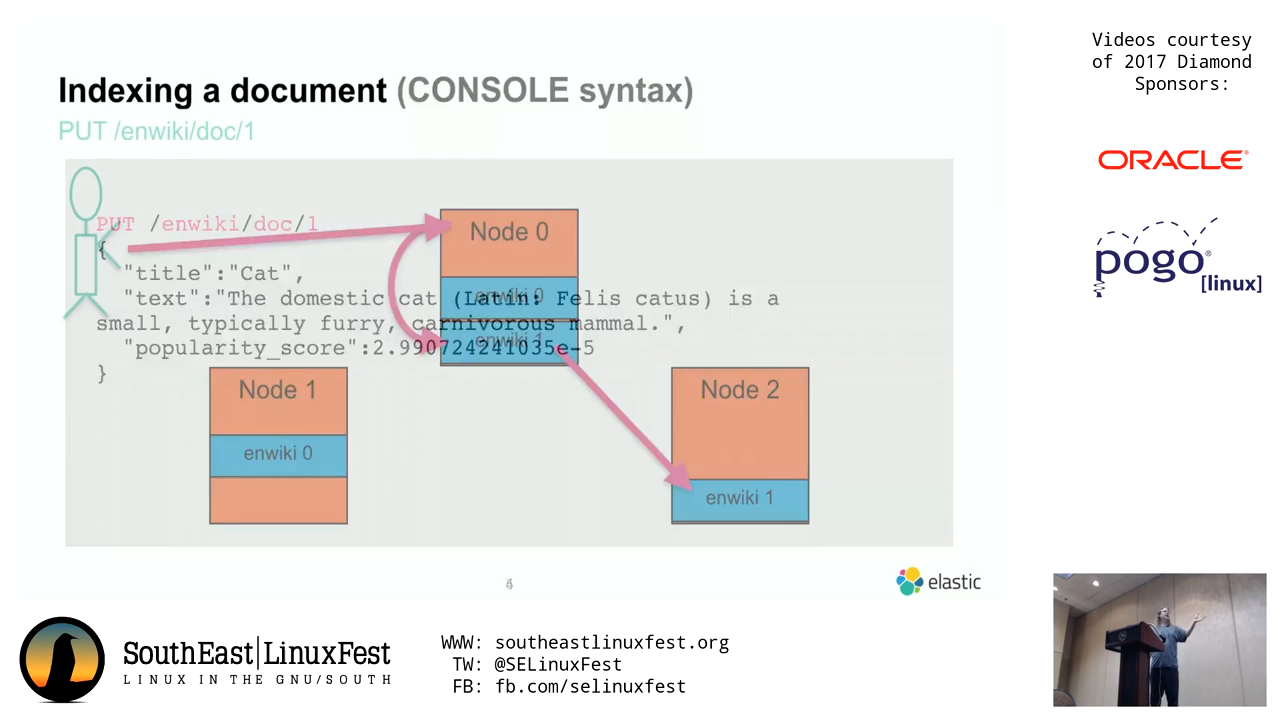 Indexing a document (CONSOLE syntax)
PUT /enwiki/doc/1
PUT /enwiki/doc/1
{
"title":"Cat",
"text":"The domestic cat (Latin: Felis catus) is a
small, typically furry, carnivorous mammal.",
"popularity_score":2.990724241035e-5
}
Node 0
enwiki 0
enwiki 1
Node 1
enwiki 0
Node 2
enwiki 1
elastic
Videos courtesy
of 2017 Diamond
Sponsors:
ORACLE®
pogo®
[linux]
SouthEast|LinuxFest
LINUX IN THE GNU/SOUTH
WWW: southeastlinuxfest.org
TW: @SELinuxFest
FB: fb.com/selinuxfest